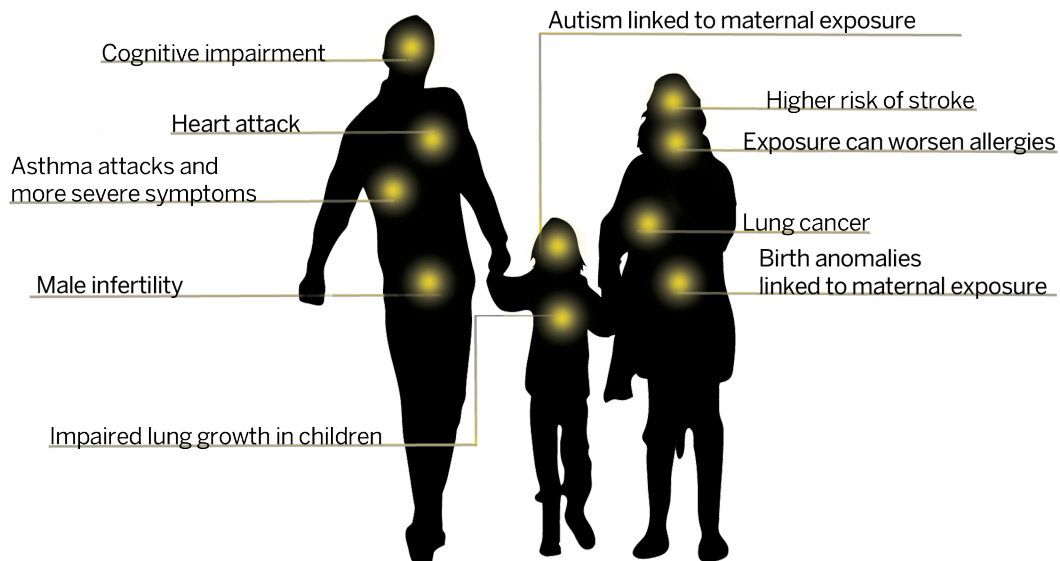 Autism linked to maternal exposure
Cognitive impairment
Higher risk of stroke
Heart attack
Exposure can worsen allergies
Asthma attacks and
more severe symptoms
Lung cancer
Birth anomalies
linked to maternal exposure
Male infertility
Impaired lung growth in children